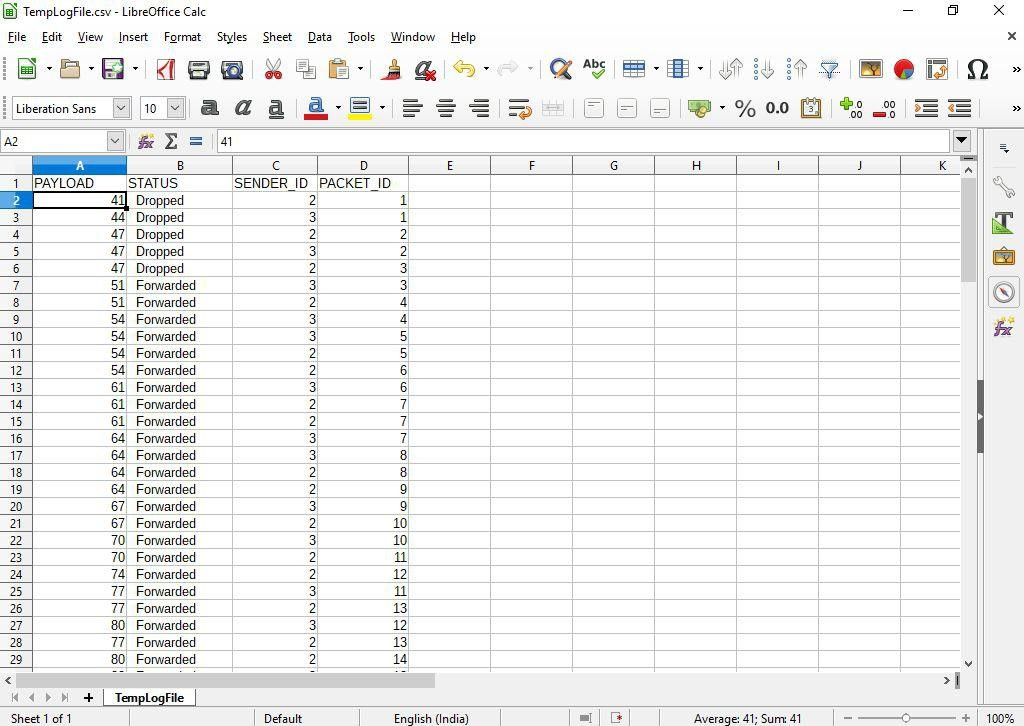 TempLogFile.csv - LibreOffice Calc
File Edit View Insert Format Styles Sheet Data Tools Window Help
Abc
Liberation Sans 10 a a a a % 0.0
A2 fx Σ = 41
A B C D E F G H I J K
1 PAYLOAD STATUS SENDER_ID PACKET_ID
2 41 Dropped 2 1
3 44 Dropped 3 1
4 47 Dropped 2 2
5 47 Dropped 3 2
6 47 Dropped 2 3
7 51 Forwarded 3 3
8 51 Forwarded 2 4
9 54 Forwarded 3 4
10 54 Forwarded 3 5
11 54 Forwarded 2 5
12 54 Forwarded 2 6
13 61 Forwarded 3 6
14 61 Forwarded 2 7
15 61 Forwarded 2 7
16 64 Forwarded 3 7
17 64 Forwarded 3 8
18 64 Forwarded 2 8
19 64 Forwarded 2 9
20 67 Forwarded 3 9
21 67 Forwarded 2 10
22 70 Forwarded 3 10
23 70 Forwarded 2 11
24 74 Forwarded 2 12
25 77 Forwarded 3 11
26 77 Forwarded 2 13
27 80 Forwarded 3 12
28 77 Forwarded 2 13
29 80 Forwarded 2 14
TempLogFile
Sheet 1 of 1 Default English (India) Average: 41; Sum: 41 100%